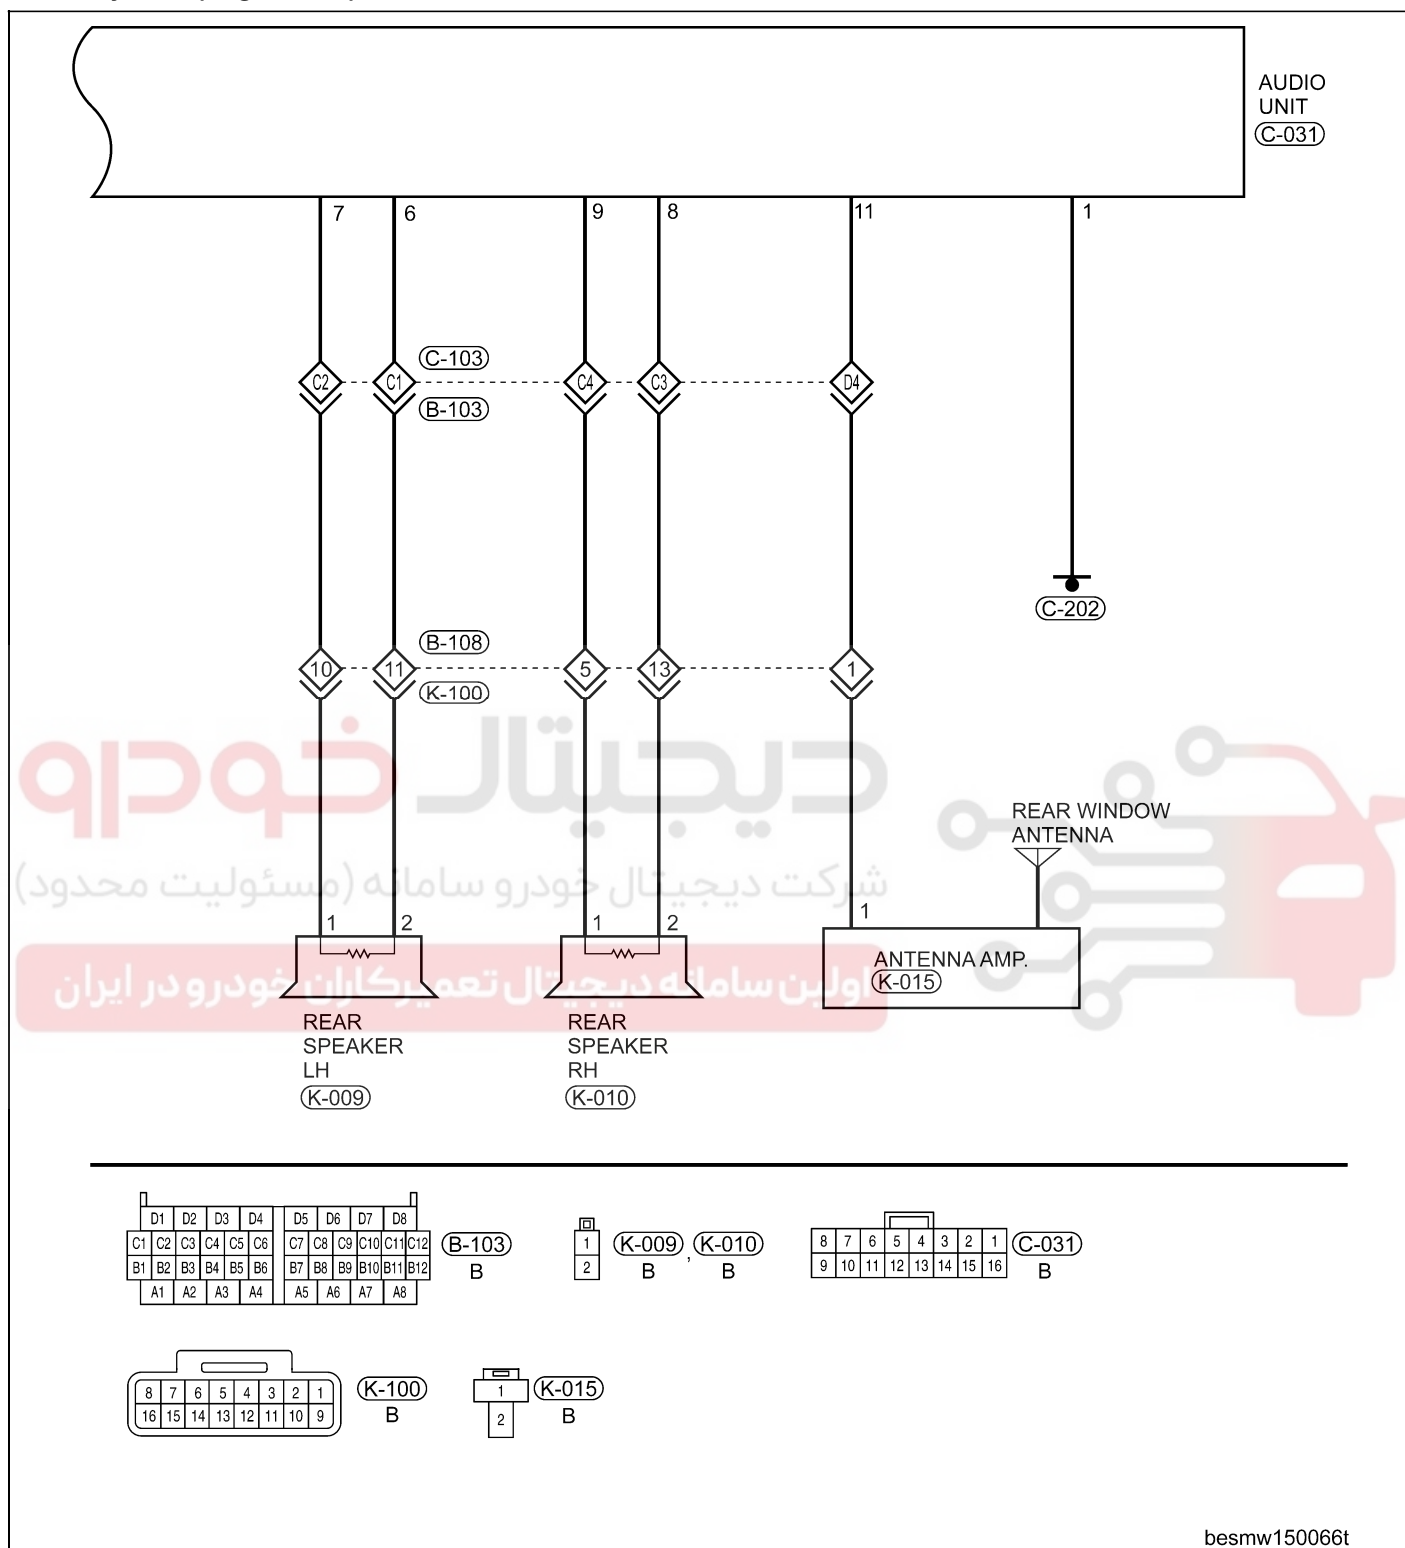 AUDIO
UNIT
C-031
7 6 9 8 11 1
C-103
C2 C1 C4 C3 D4
B-103
C-202
B-108
10 11 5 13 1
K-100
دیجیتال خودرو
شرکت دیجیتال خودرو سامانه (مسئولیت محدود)
اولین سامانه دیجیتال تعمیرکاران خودرو در ایران
REAR WINDOW
ANTENNA
1 2 1 2 1
ANTENNA AMP.
K-015
REAR
SPEAKER
LH
K-009
REAR
SPEAKER
RH
K-010
D1 D2 D3 D4 D5 D6 D7 D8
C1 C2 C3 C4 C5 C6 C7 C8 C9 C10 C11 C12
B1 B2 B3 B4 B5 B6 B7 B8 B9 B10 B11 B12
A1 A2 A3 A4 A5 A6 A7 A8
B-103
B
1
2
K-009 , K-010
B B
8 7 6 5 4 3 2 1
9 10 11 12 13 14 15 16
C-031
B
8 7 6 5 4 3 2 1
16 15 14 13 12 11 10 9
K-100
B
1
2
K-015
B
besmw150066t